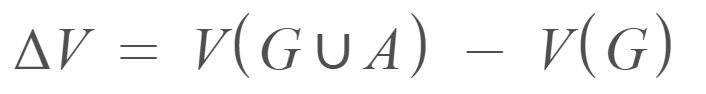 ΔV = V(G ∪ A) − V(G)